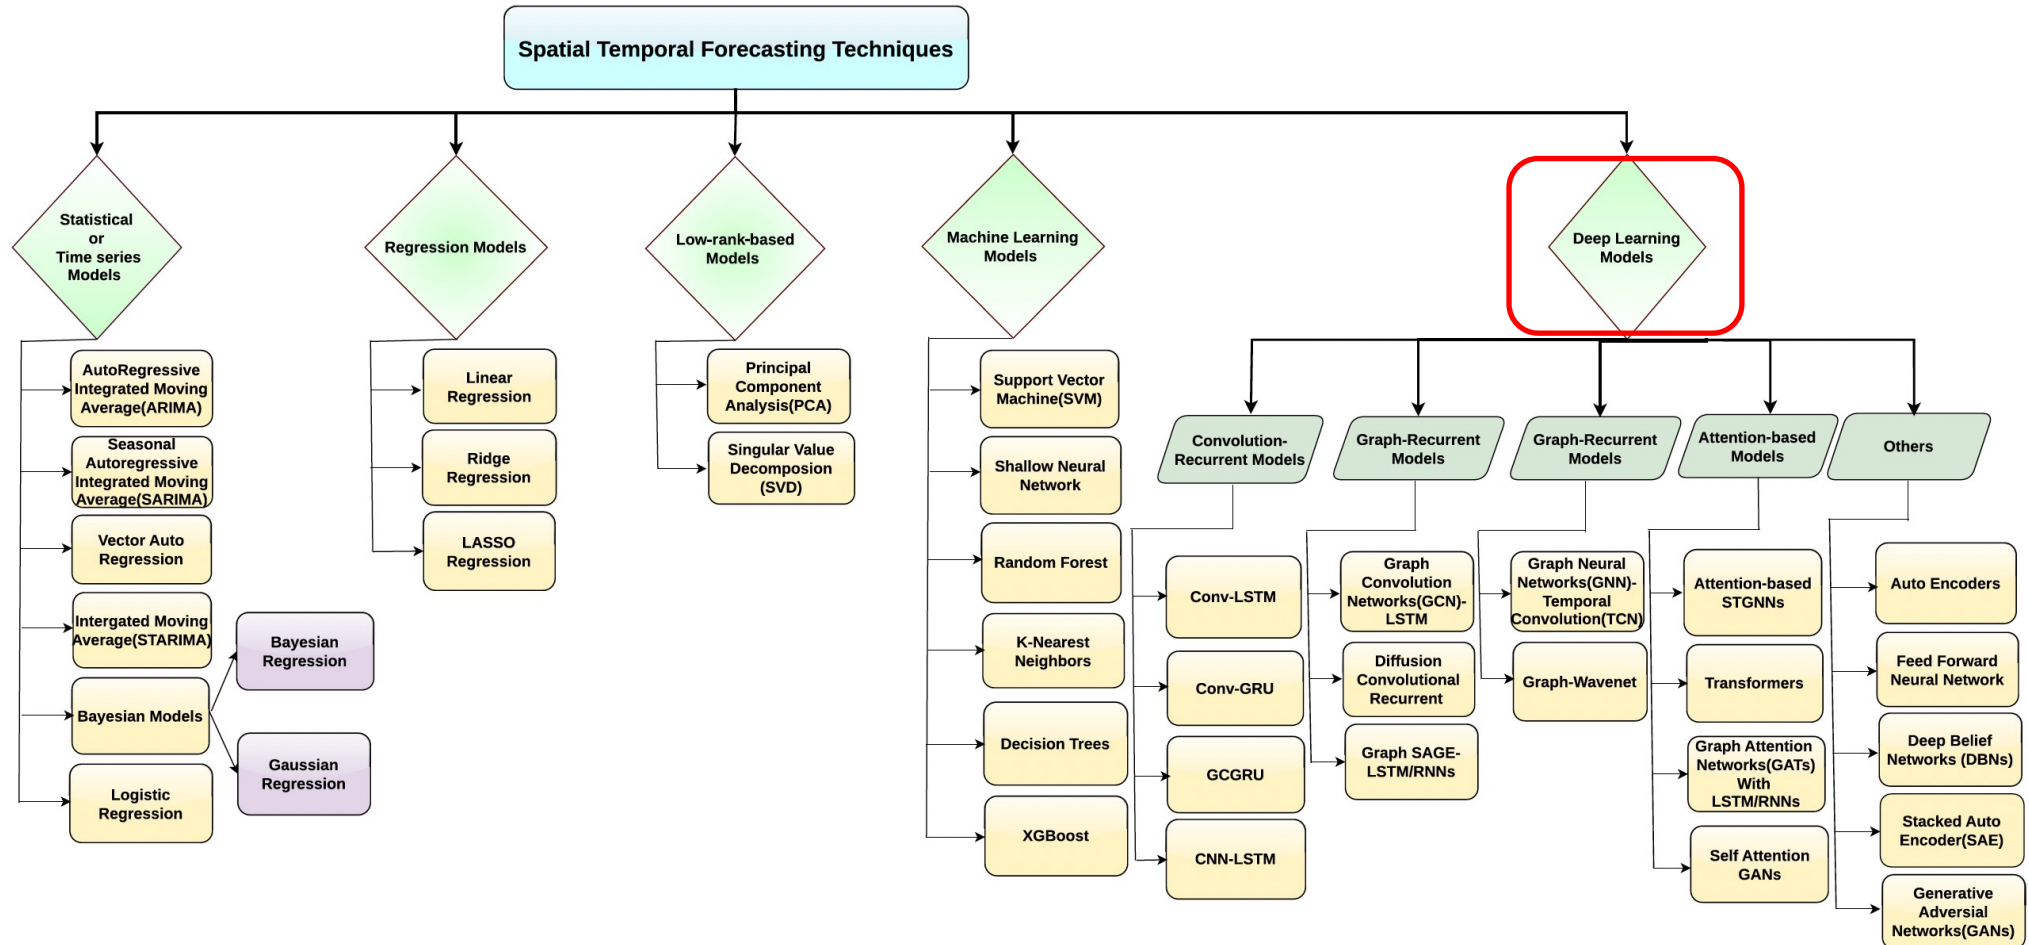 Spatial Temporal Forecasting Techniques
Statistical
or
Time series
Models
Regression Models
Low-rank-based
Models
Machine Learning
Models
Deep Learning
Models
AutoRegressive
Integrated Moving
Average(ARIMA)
Seasonal
Autoregressive
Integrated Moving
Average(SARIMA)
Vector Auto
Regression
Intergated Moving
Average(STARIMA)
Bayesian Models
Logistic
Regression
Bayesian
Regression
Gaussian
Regression
Linear
Regression
Ridge
Regression
LASSO
Regression
Principal
Component
Analysis(PCA)
Singular Value
Decomposion
(SVD)
Support Vector
Machine(SVM)
Shallow Neural
Network
Random Forest
K-Nearest
Neighbors
Decision Trees
XGBoost
Convolution-
Recurrent Models
Conv-LSTM
Conv-GRU
GCGRU
CNN-LSTM
Graph-Recurrent
Models
Graph
Convolution
Networks(GCN)-
LSTM
Diffusion
Convolutional
Recurrent
Graph SAGE-
LSTM/RNNs
Graph-Recurrent
Models
Graph Neural
Networks(GNN)-
Temporal
Convolution(TCN)
Graph-Wavenet
Attention-based
Models
Attention-based
STGNNs
Transformers
Graph Attention
Networks(GATs)
With
LSTM/RNNs
Self Attention
GANs
Others
Auto Encoders
Feed Forward
Neural Network
Deep Belief
Networks (DBNs)
Stacked Auto
Encoder(SAE)
Generative
Adversial
Networks(GANs)